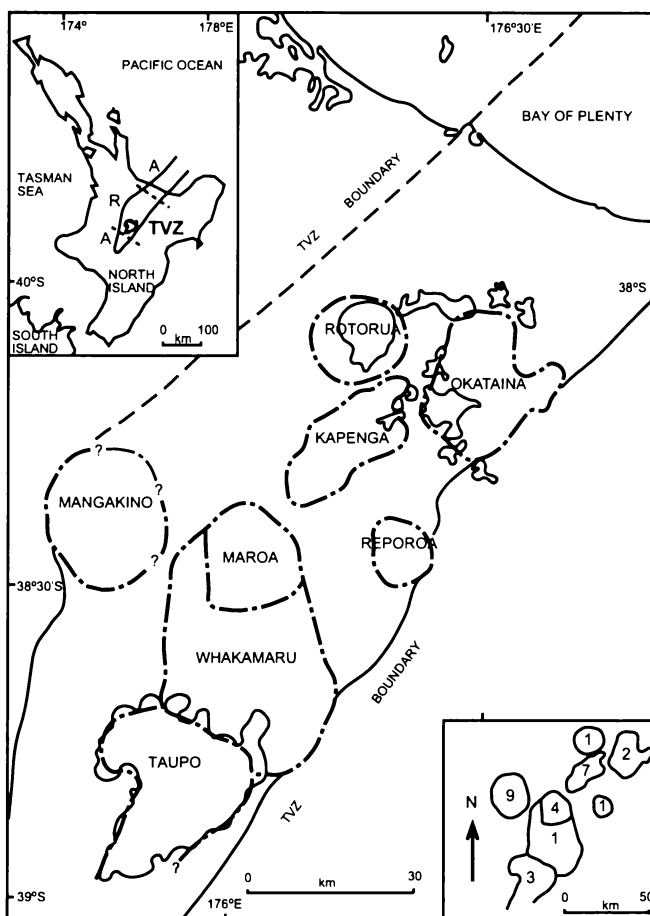 174°
178°E
PACIFIC OCEAN
TASMAN
SEA
A
R
TVZ
A
40°S
NORTH
ISLAND
SOUTH
ISLAND
0 km 100
176°30'E
BAY OF PLENTY
TVZ BOUNDARY
38°S
ROTORUA
OKATAINA
KAPENGA
?
MANGAKINO
?
?
MAROA
REPOROA
38°30'S
WHAKAMARU
TAUPO
?
TVZ BOUNDARY
0 km 30
39°S
176°E
N
1
7
2
9
4
1
1
3
0 km 50